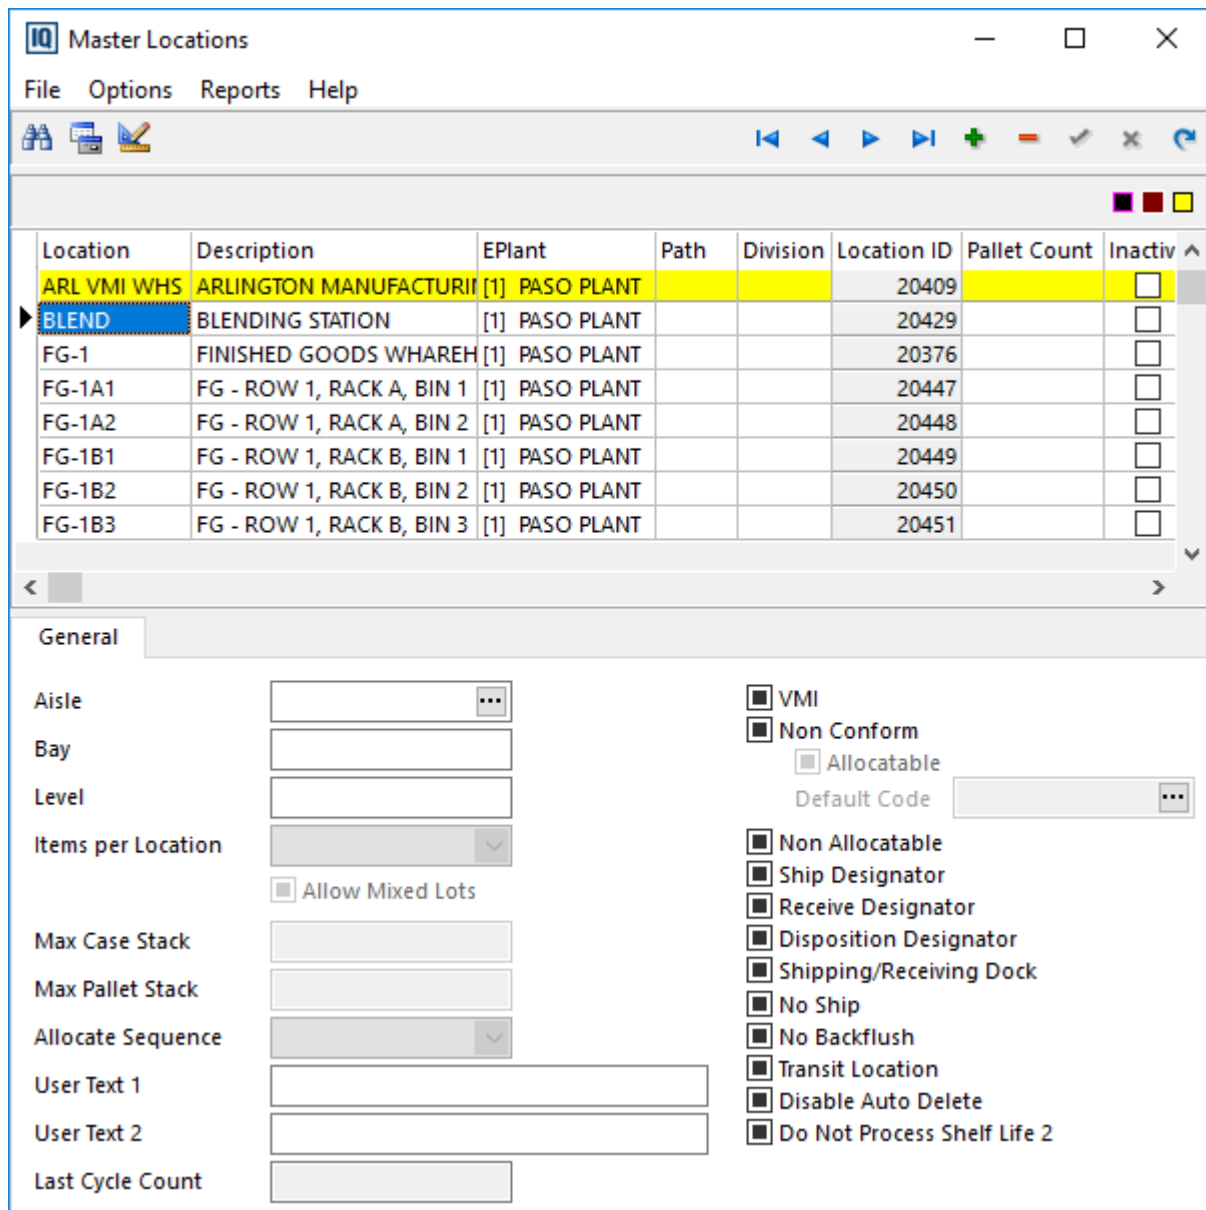 IQ Master Locations
File Options Reports Help
Location Description EPlant Path Division Location ID Pallet Count Inactiv
ARL VMI WHS ARLINGTON MANUFACTURI [1] PASO PLANT 20409
BLEND BLENDING STATION [1] PASO PLANT 20429
FG-1 FINISHED GOODS WHAREH [1] PASO PLANT 20376
FG-1A1 FG - ROW 1, RACK A, BIN 1 [1] PASO PLANT 20447
FG-1A2 FG - ROW 1, RACK A, BIN 2 [1] PASO PLANT 20448
FG-1B1 FG - ROW 1, RACK B, BIN 1 [1] PASO PLANT 20449
FG-1B2 FG - ROW 1, RACK B, BIN 2 [1] PASO PLANT 20450
FG-1B3 FG - ROW 1, RACK B, BIN 3 [1] PASO PLANT 20451
General
Aisle
Bay
Level
Items per Location
Allow Mixed Lots
Max Case Stack
Max Pallet Stack
Allocate Sequence
User Text 1
User Text 2
Last Cycle Count
VMI
Non Conform
Allocatable
Default Code
Non Allocatable
Ship Designator
Receive Designator
Disposition Designator
Shipping/Receiving Dock
No Ship
No Backflush
Transit Location
Disable Auto Delete
Do Not Process Shelf Life 2